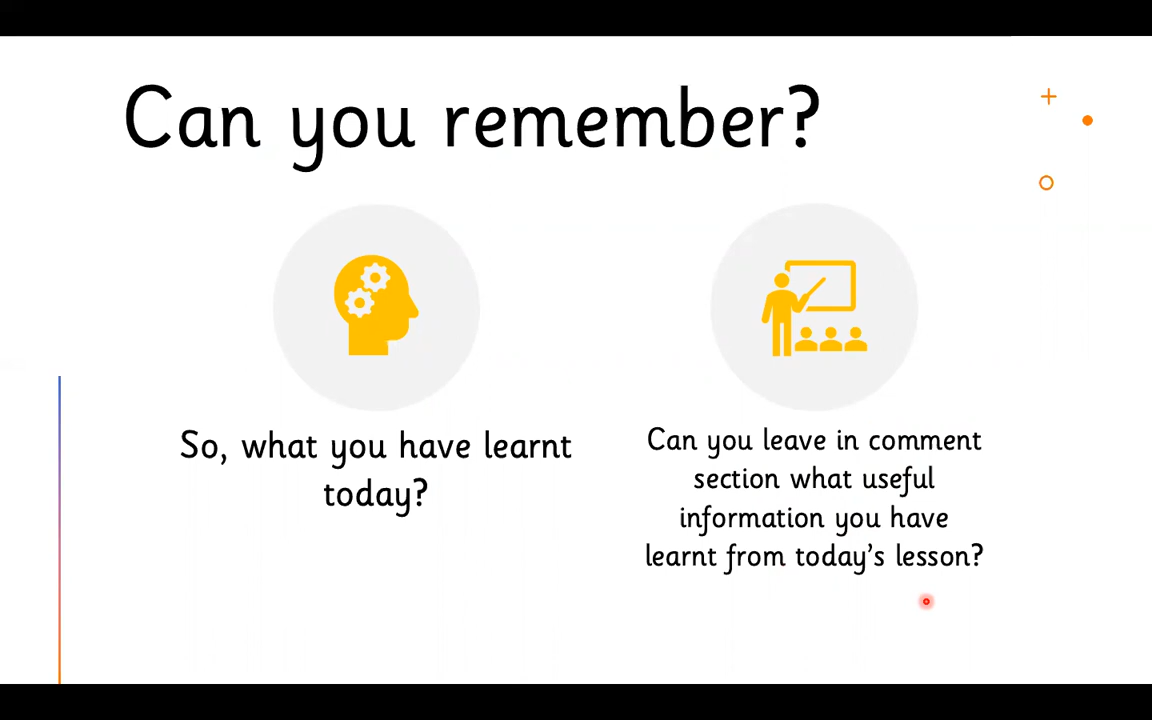 Can you remember?
So, what you have learnt
today?
Can you leave in comment
section what useful
information you have
learnt from today's lesson?